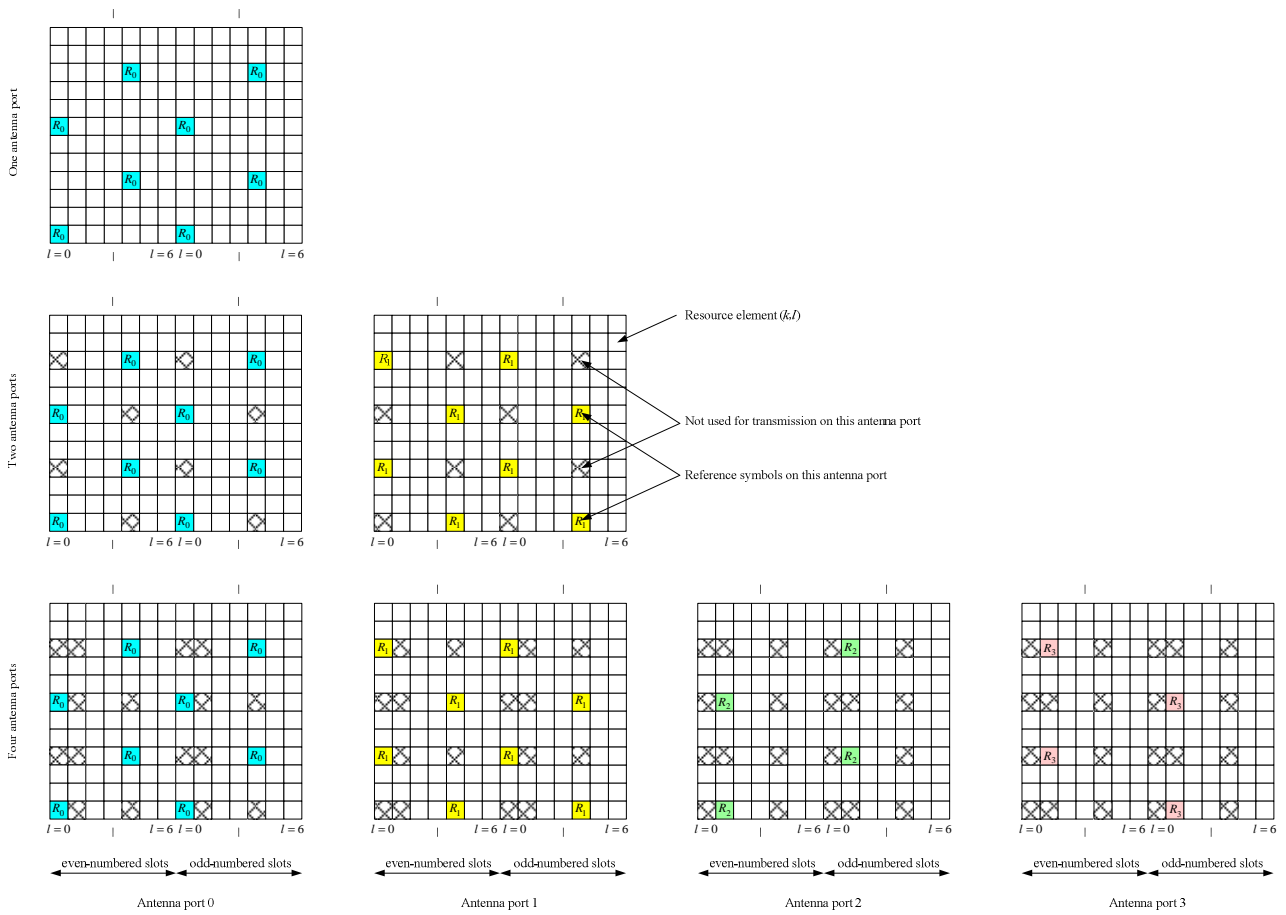 One antenna port
R0 R0
R0 R0
R0 R0
R0 R0
l = 0 l = 6 l = 0 l = 6
Two antenna ports
R0 R0 R1 R1
R0 R0 R1 R1
R0 R0 R1 R1
R0 R0 R1 R1
l = 0 l = 6 l = 0 l = 6 l = 0 l = 6 l = 0 l = 6
Resource element (k,l)
Not used for transmission on this antenna port
Reference symbols on this antenna port
Four antenna ports
R0 R0 R1 R1 R2 R3
R0 R0 R1 R1 R2 R3
R0 R0 R1 R1 R2 R3
R0 R0 R1 R1 R2 R3
l = 0 l = 6 l = 0 l = 6 l = 0 l = 6 l = 0 l = 6 l = 0 l = 6 l = 0 l = 6 l = 0 l = 6 l = 0 l = 6
even-numbered slots odd-numbered slots even-numbered slots odd-numbered slots even-numbered slots odd-numbered slots even-numbered slots odd-numbered slots
Antenna port 0 Antenna port 1 Antenna port 2 Antenna port 3